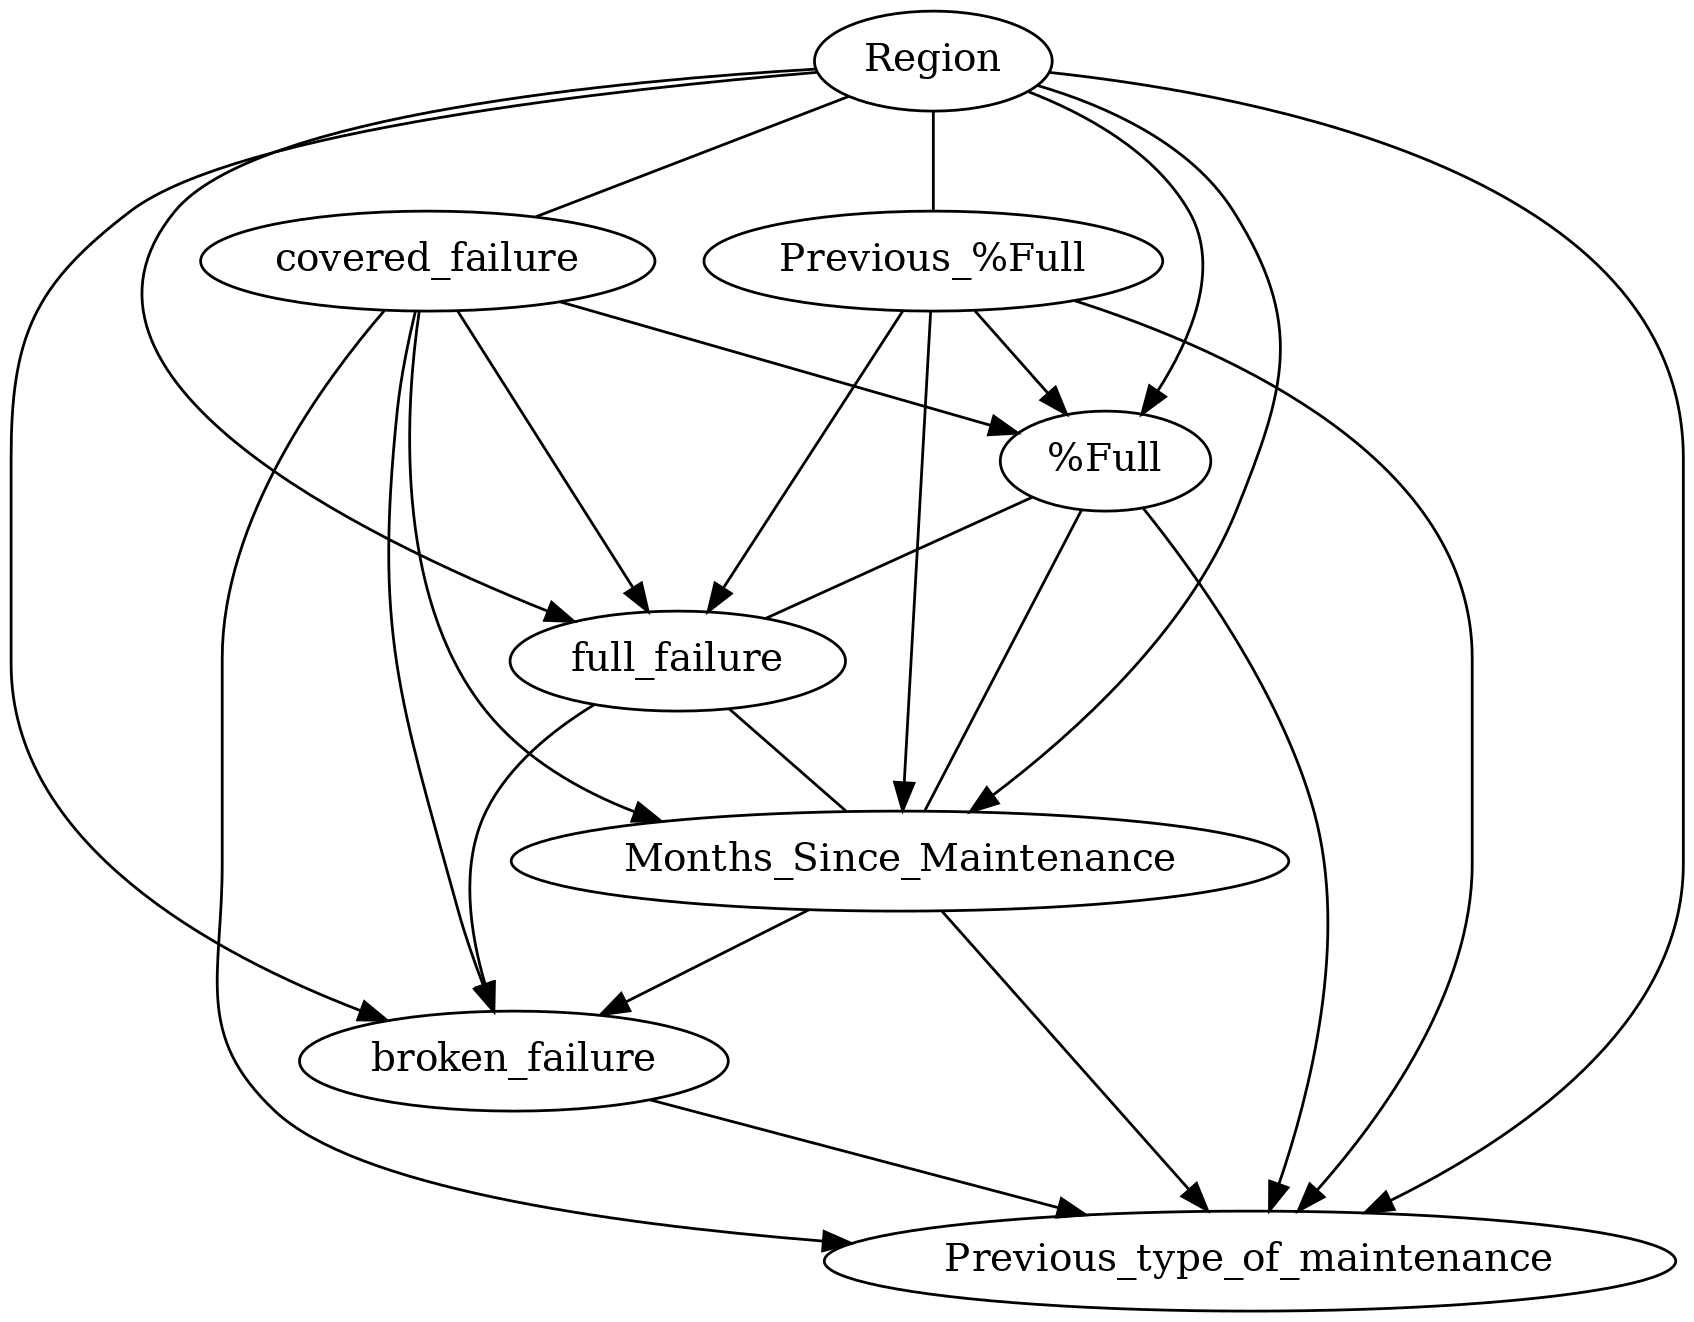 Region
covered_failure
Previous_%Full
%Full
full_failure
Months_Since_Maintenance
broken_failure
Previous_type_of_maintenance